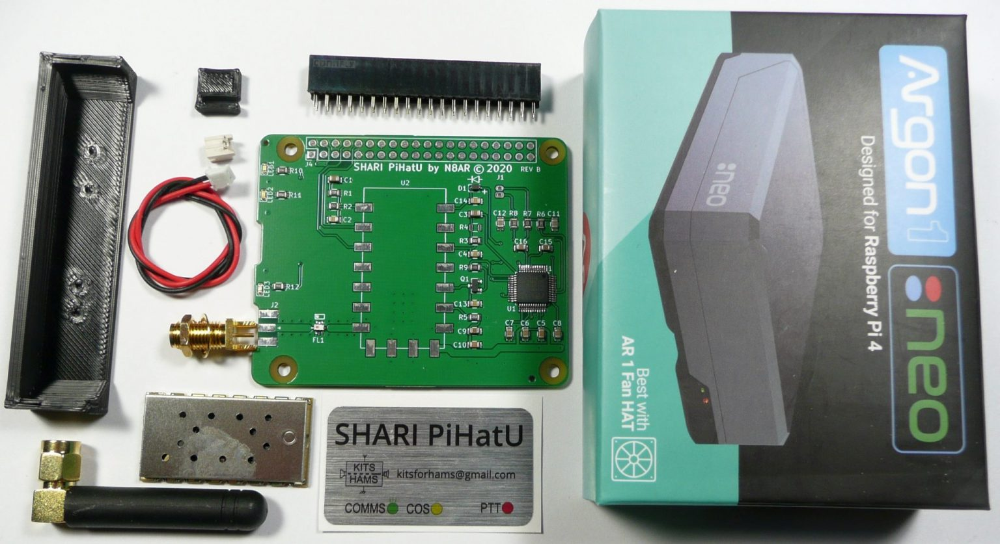 J4
SHARI PiHatU by N8AR © 2020
REV B
LED1
R10
LED2
R11
C1
R1
R2
C2
U2
D1
+
J1
C14
C3
R4
R3
C4
R9
Q1
C13
R5
C9
C10
C12
R8
R7
R6
C11
C16
C15
U1
C7
C6
C5
C8
LED3
R12
J2
FL1
SHARI PiHatU
KITS
HAMS
kitsforhams@gmail.com
COMMS
COS
PTT
Argon 1
neo
Designed for Raspberry Pi 4
neo
Best with
AR 1 Fan HAT